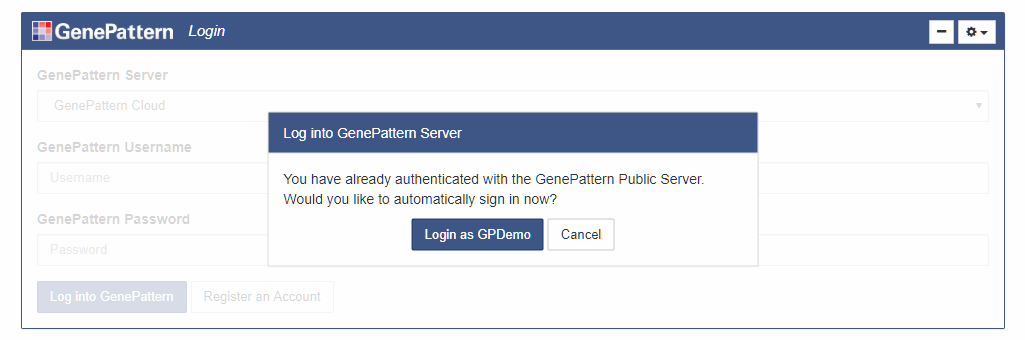 GenePattern Login
GenePattern Server
GenePattern Cloud
Log into GenePattern Server
GenePattern Username
Username
You have already authenticated with the GenePattern Public Server.
Would you like to automatically sign in now?
GenePattern Password
Password
Login as GPDemo Cancel
Log into GenePattern Register an Account